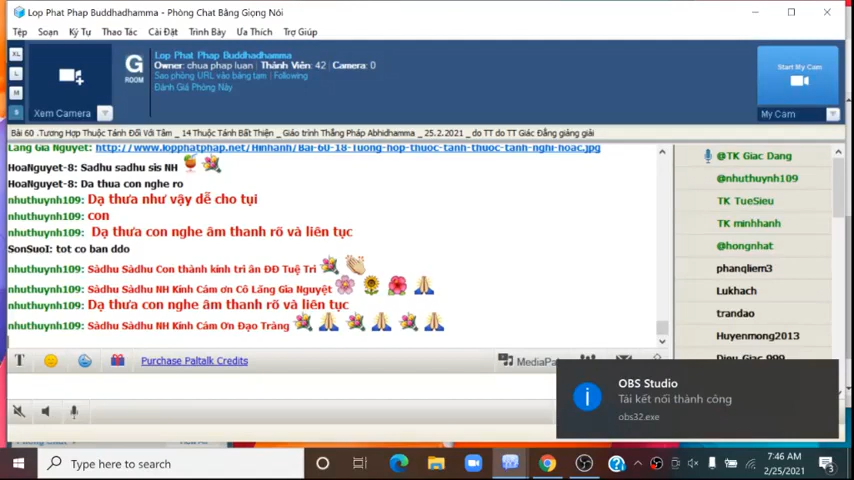 Lop Phat Phap Buddhadhamma - Phòng Chat Bằng Giọng Nói
Tệp Soạn Ký Tự Thao Tác Cài Đặt Trình Bày Ưa Thích Trợ Giúp
XL
L
M
S
Xem Camera
G
ROOM
Lop Phat Phap Buddhadhamma
Owner: chua phap luan | Thành Viên: 42 | Camera: 0
Sao phòng URL vào bảng tạm | Following
Đánh Giá Phòng Này
Start My Cam
My Cam
Bài 60 .Tương Hợp Thuộc Tánh Đối Với Tâm _ 14 Thuộc Tánh Bất Thiện _ Giáo trình Thắng Pháp Abhidhamma _ 25.2.2021 _ do TT do TT Giác Đẳng giảng giải
Lang Gia Nguyet: http://www.lopphatphap.net/Hinhanh/Bai-60-18-Tuong-hop-thuoc-tanh-thuoc-tanh-nghi-hoac.jpg
HoaNguyet-8: Sadhu sadhu sis NH
HoaNguyet-8: Da thua con nghe ro
nhuthuynh109: Dạ thưa như vậy dễ cho tụi
nhuthuynh109: con
nhuthuynh109: Dạ thưa con nghe âm thanh rõ và liên tục
SonSuoI: tot co ban ddo
nhuthuynh109: Sàdhu Sàdhu Con thành kính tri ân ĐĐ Tuệ Tri
nhuthuynh109: Sàdhu Sàdhu NH Kính Cám ơn Cô Lăng Gia Nguyệt
nhuthuynh109: Dạ thưa con nghe âm thanh rõ và liên tục
nhuthuynh109: Sàdhu Sàdhu NH Kính Cám Ơn Đạo Tràng
@TK Giac Dang
@nhuthuynh109
TK TueSieu
TK minhhanh
@hongnhat
phanqliem3
Lukhach
trandao
Huyenmong2013
Dieu Giac 999
T
Purchase Paltalk Credits
MediaPa
OBS Studio
Tái kết nối thành công
obs32.exe
Type here to search
7:46 AM
2/25/2021
3